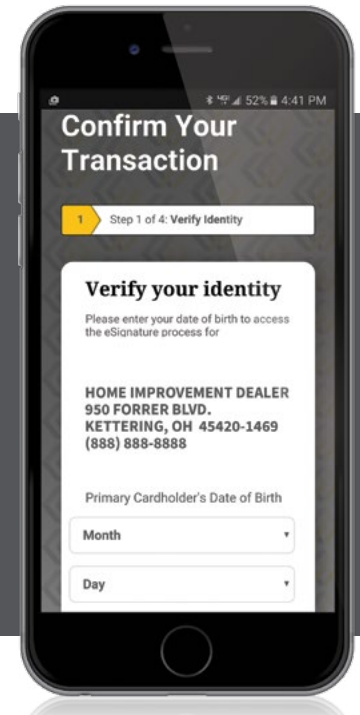 52% 4:41 PM
Confirm Your
Transaction
1 Step 1 of 4: Verify Identity
Verify your identity
Please enter your date of birth to access
the eSignature process for
HOME IMPROVEMENT DEALER
950 FORRER BLVD.
KETTERING, OH 45420-1469
(888) 888-8888
Primary Cardholder's Date of Birth
Month
Day